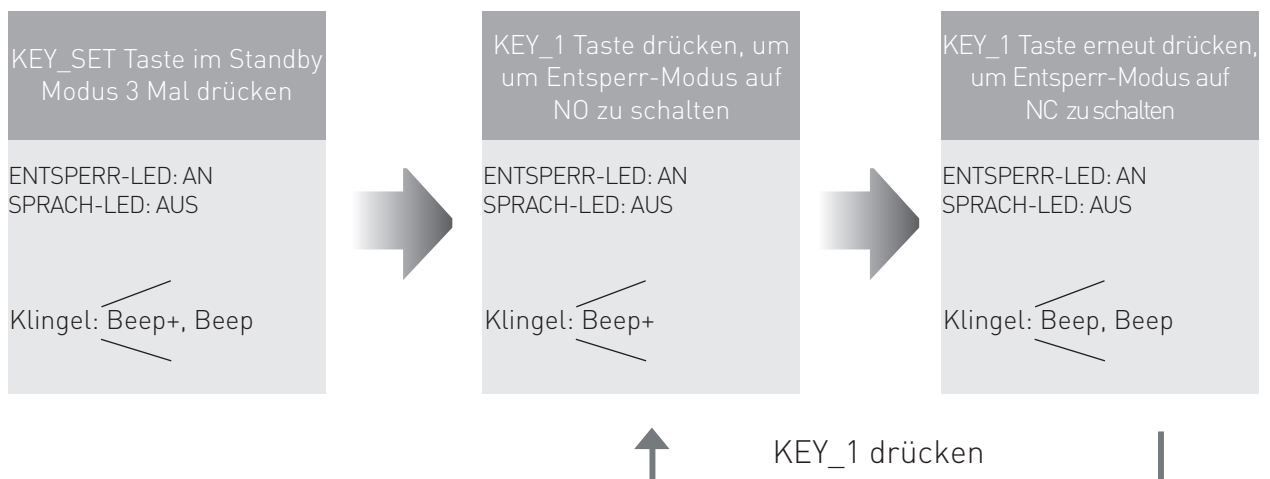 KEY_SET Taste im Standby
Modus 3 Mal drücken
ENTSPERR-LED: AN
SPRACH-LED: AUS
Klingel: Beep+, Beep
KEY_1 Taste drücken, um
um Entsperr-Modus auf
NO zu schalten
ENTSPERR-LED: AN
SPRACH-LED: AUS
Klingel: Beep+
KEY_1 Taste erneut drücken,
um Entsperr-Modus auf
NC zu schalten
ENTSPERR-LED: AN
SPRACH-LED: AUS
Klingel: Beep, Beep
KEY_1 drücken